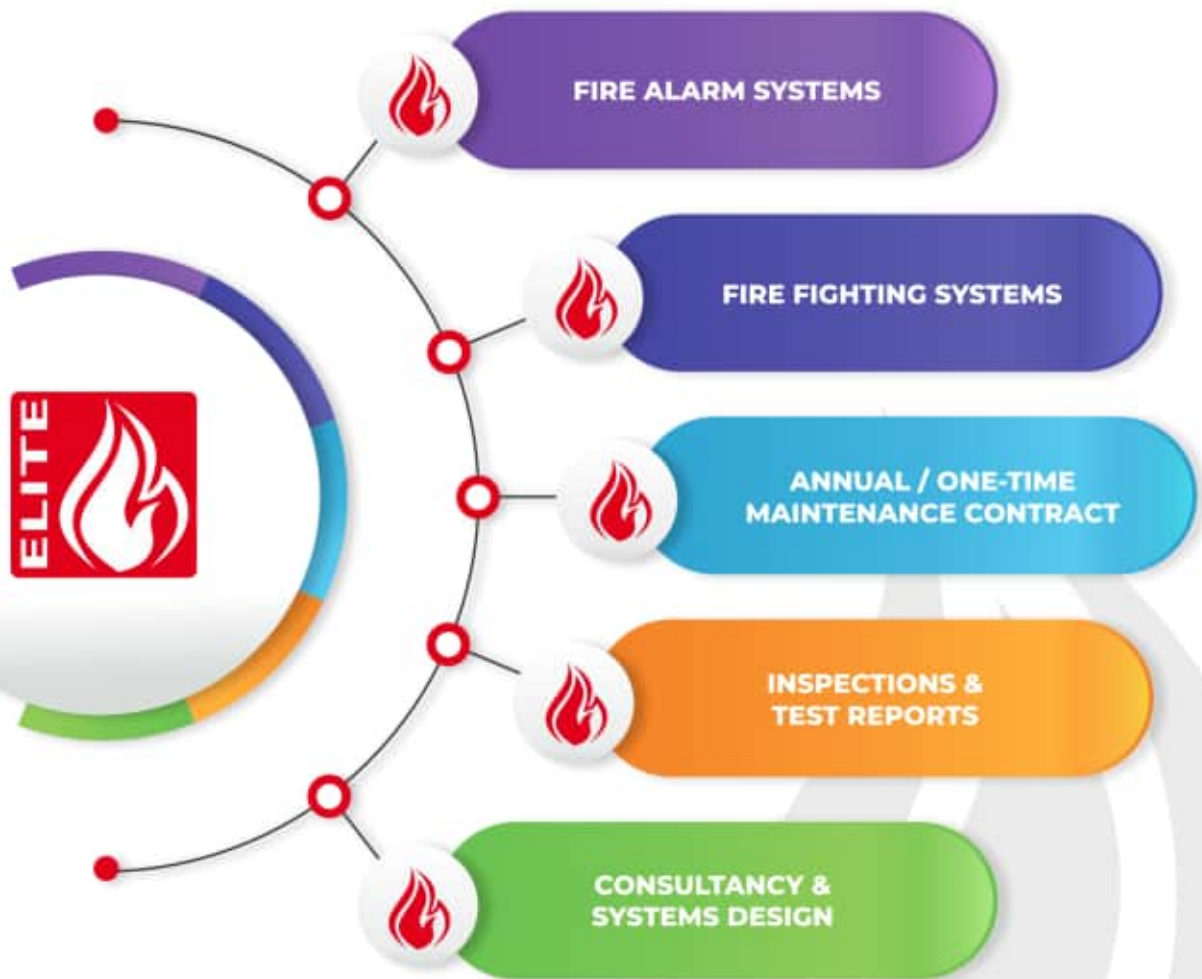 ELITE
FIRE ALARM SYSTEMS
FIRE FIGHTING SYSTEMS
ANNUAL / ONE-TIME
MAINTENANCE CONTRACT
INSPECTIONS &
TEST REPORTS
CONSULTANCY &
SYSTEMS DESIGN